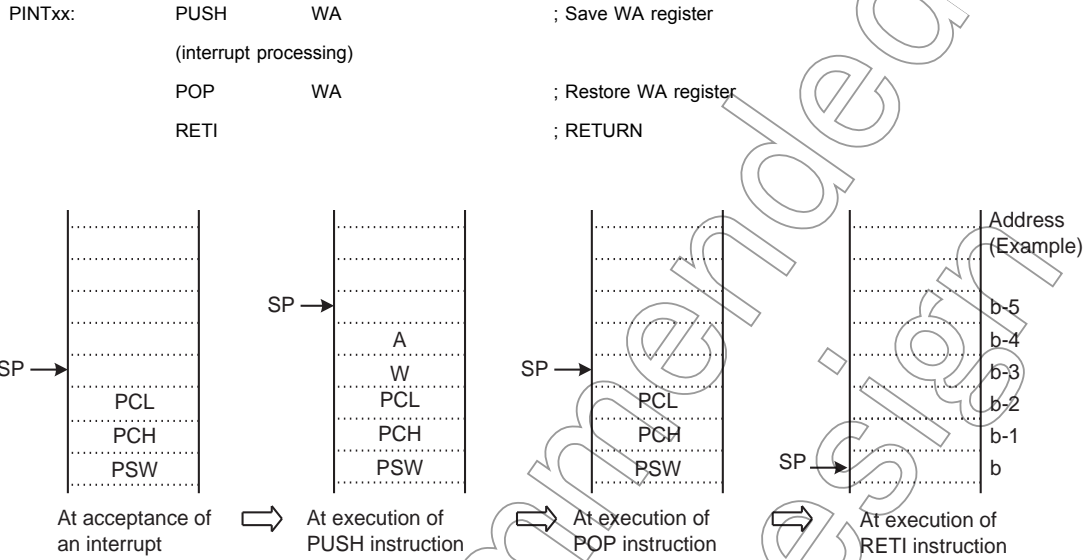 PINTxx: PUSH WA ; Save WA register
(interrupt processing)
POP WA ; Restore WA register
RETI ; RETURN
Address
(Example)
SP
b-5
A
b-4
SP
W
SP
b-3
PCL
PCL
PCL
b-2
PCH
PCH
PCH
b-1
PSW
PSW
PSW
SP
b
At acceptance of
an interrupt
At execution of
PUSH instruction
At execution of
POP instruction
At execution of
RETI instruction